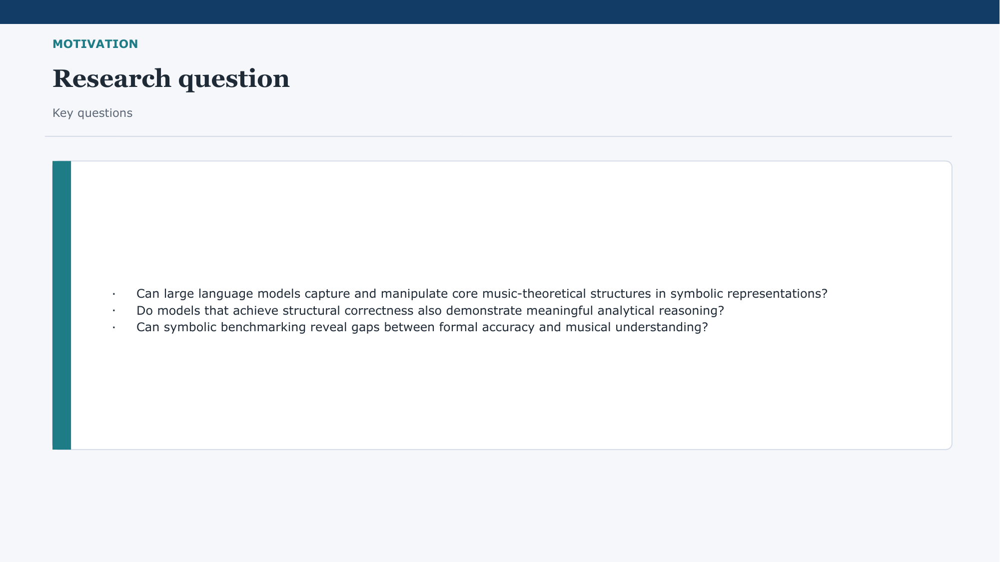 MOTIVATION
Research question
Key questions
· Can large language models capture and manipulate core music-theoretical structures in symbolic representations?
· Do models that achieve structural correctness also demonstrate meaningful analytical reasoning?
· Can symbolic benchmarking reveal gaps between formal accuracy and musical understanding?